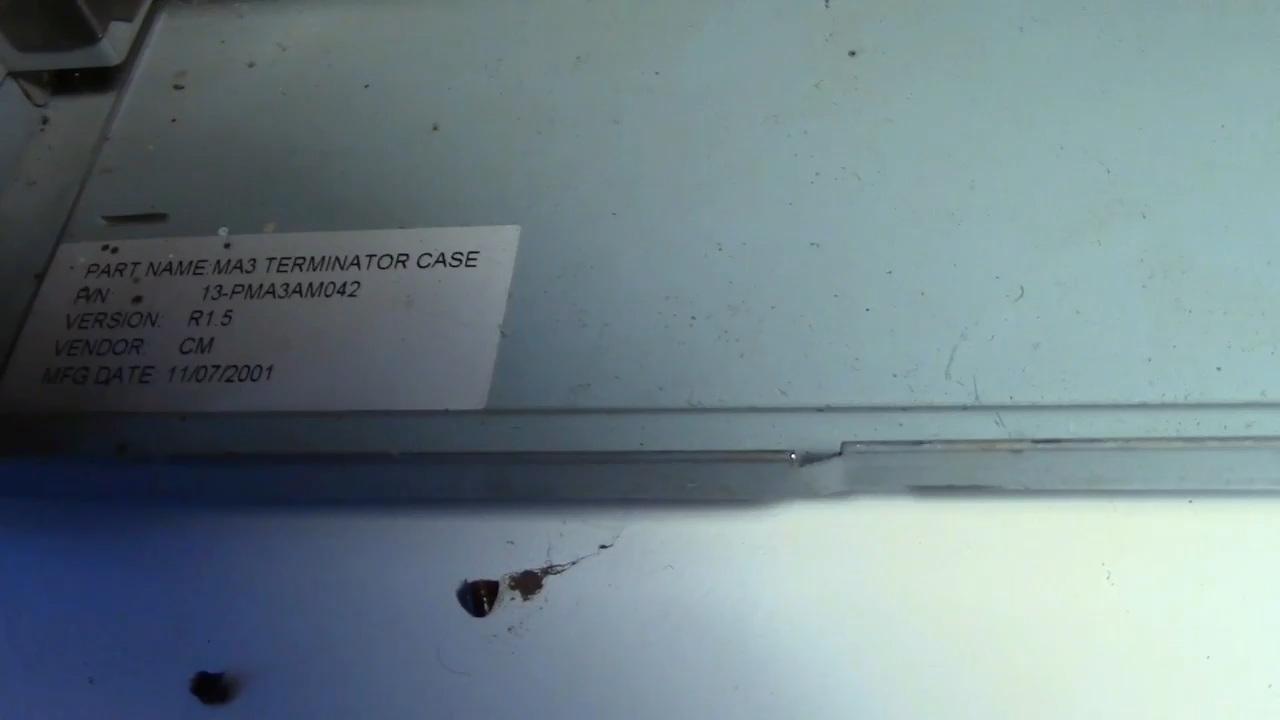 PART NAME:MA3 TERMINATOR CASE
P/N: 13-PMA3AM042
VERSION: R1.5
VENDOR: CM
MFG DATE: 11/07/2001